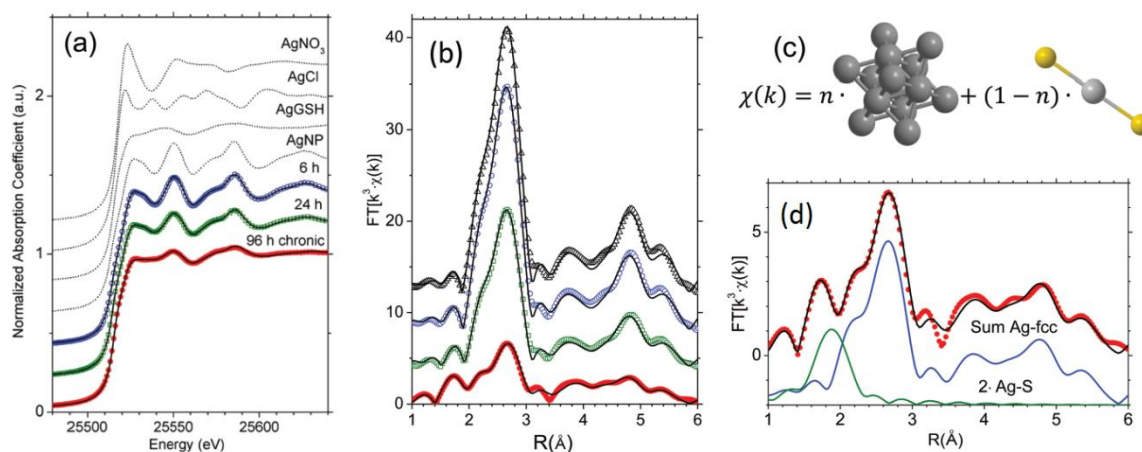 (a)
AgNO3
AgCl
AgGSH
AgNP
6 h
24 h
96 h chronic
2
1
0
25500 25550 25600
Energy (eV)
Normalized Absorption Coefficient (a.u.)
(b)
40
30
20
10
0
1 2 3 4 5 6
R(Å)
FT[k³·χ(k)]
(c)
χ(k) = n · + (1 − n) ·
(d)
5
0
Sum Ag-fcc
2· Ag-S
1 2 3 4 5 6
R(Å)
FT[k³·χ(k)]